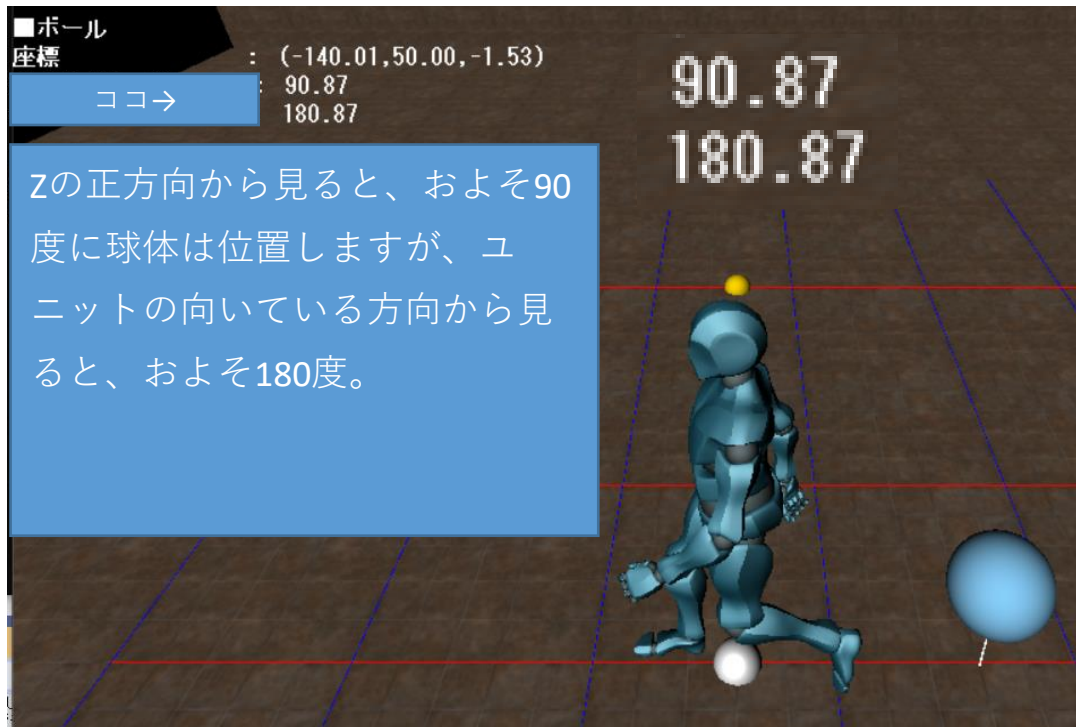 ■ボール
座標 : (-140.01,50.00,-1.53)
ココ→ : 90.87
180.87
90.87
180.87
Zの正方向から見ると、およそ90
度に球体は位置しますが、ユ
ニットの向いている方向から見
ると、およそ180度。